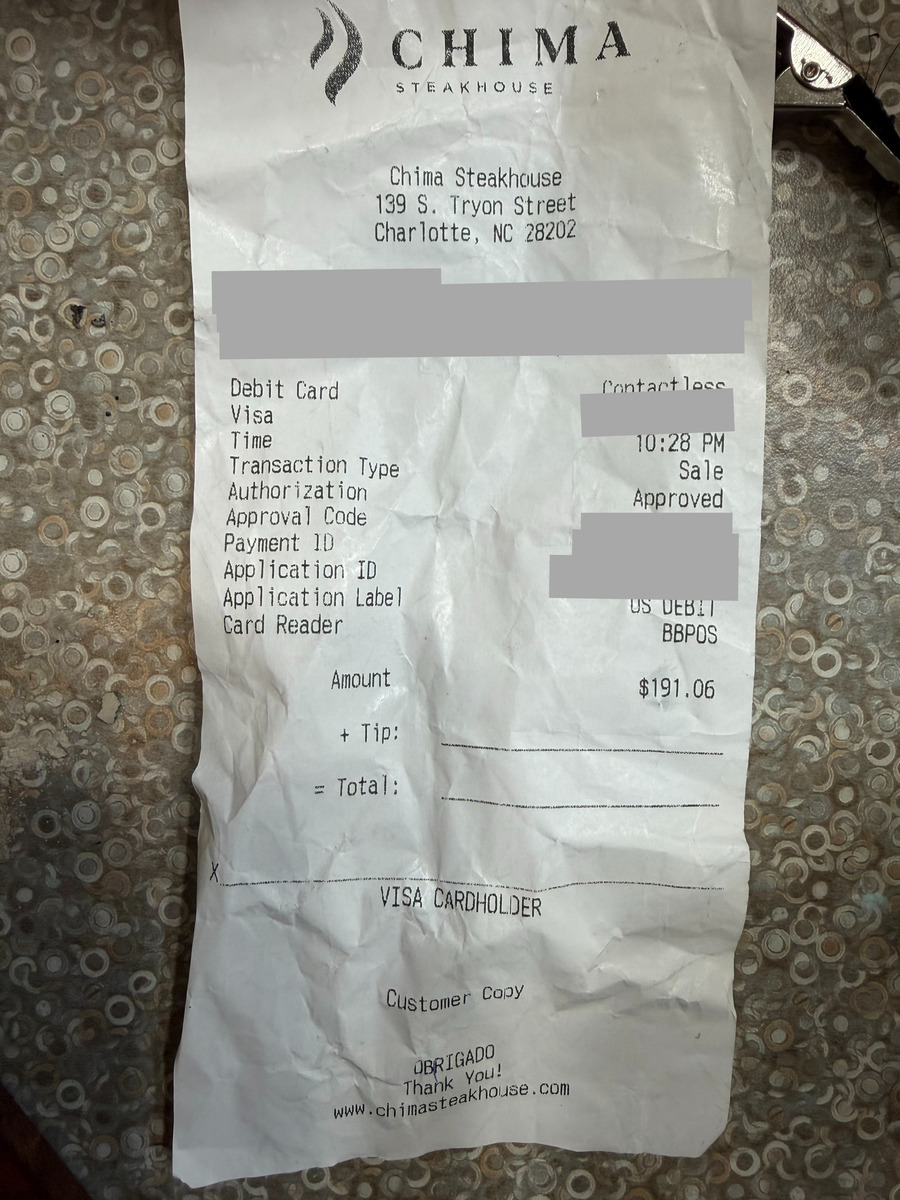 CHIMA
STEAKHOUSE
Chima Steakhouse
139 S. Tryon Street
Charlotte, NC 28202
Debit Card Contactless
Visa
Time 10:28 PM
Transaction Type Sale
Authorization Approved
Approval Code
Payment ID
Application ID
Application Label US DEBIT
Card Reader BBPOS
Amount $191.06
+ Tip:
= Total:
X
VISA CARDHOLDER
Customer Copy
OBRIGADO
Thank You!
www.chimasteakhouse.com